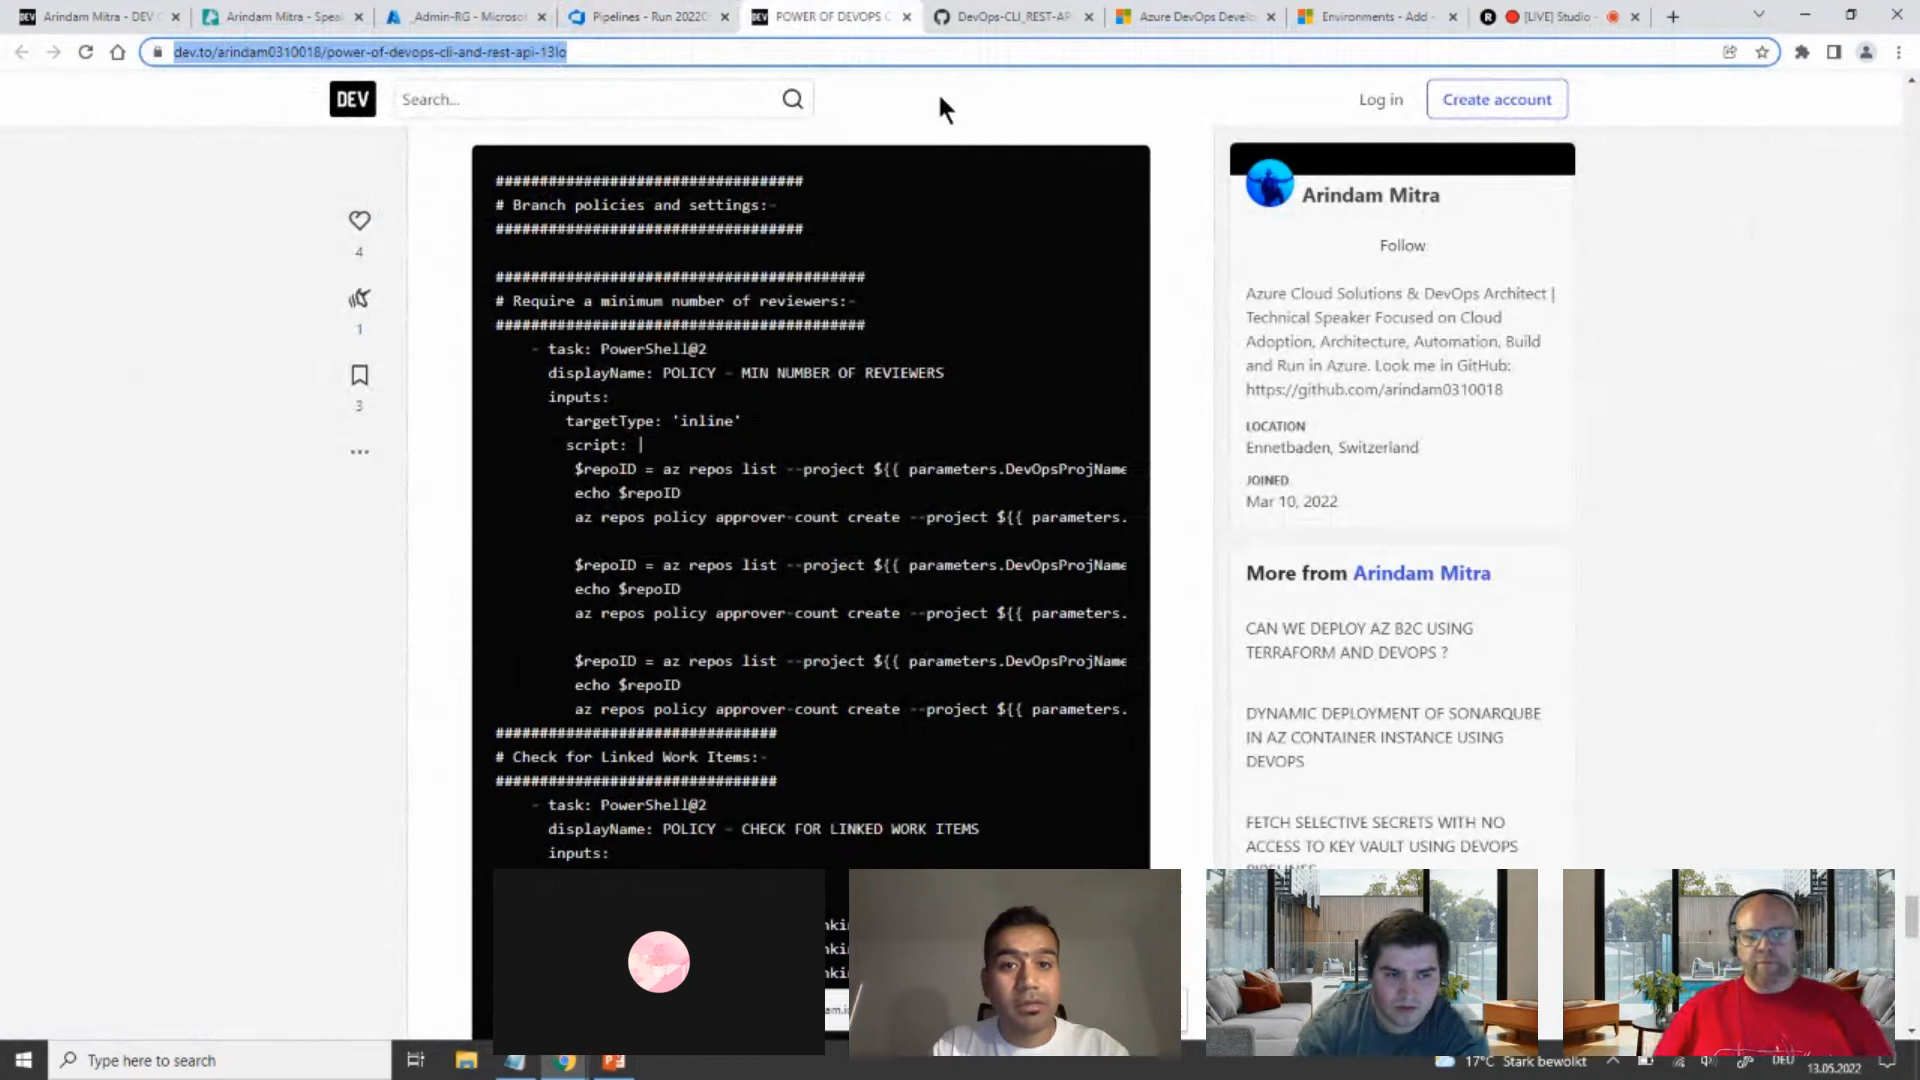 Arindam Mitra - DEV C
Arindam Mitra - Speak
_Admin-RG - Microsof
Pipelines - Run 20220
POWER OF DEVOPS C
DevOps-CLI_REST-AP
Azure DevOps Develo
Environments - Add -
[LIVE] Studio -
dev.to/arindam0310018/power-of-devops-cli-and-rest-api-13lo
DEV
Search...
Log in
Create account
4
1
3
###################################
# Branch policies and settings:-
###################################
##########################################
# Require a minimum number of reviewers:-
##########################################
- task: PowerShell@2
displayName: POLICY - MIN NUMBER OF REVIEWERS
inputs:
targetType: 'inline'
script: |
$repoID = az repos list --project ${{ parameters.DevOpsProjName
echo $repoID
az repos policy approver-count create --project ${{ parameters.
$repoID = az repos list --project ${{ parameters.DevOpsProjName
echo $repoID
az repos policy approver-count create --project ${{ parameters.
$repoID = az repos list --project ${{ parameters.DevOpsProjName
echo $repoID
az repos policy approver-count create --project ${{ parameters.
################################
# Check for Linked Work Items:-
################################
- task: PowerShell@2
displayName: POLICY - CHECK FOR LINKED WORK ITEMS
inputs:
Arindam Mitra
Follow
Azure Cloud Solutions & DevOps Architect |
Technical Speaker Focused on Cloud
Adoption, Architecture, Automation, Build
and Run in Azure. Look me in GitHub:
https://github.com/arindam0310018
LOCATION
Ennetbaden, Switzerland
JOINED
Mar 10, 2022
More from Arindam Mitra
CAN WE DEPLOY AZ B2C USING
TERRAFORM AND DEVOPS ?
DYNAMIC DEPLOYMENT OF SONARQUBE
IN AZ CONTAINER INSTANCE USING
DEVOPS
FETCH SELECTIVE SECRETS WITH NO
ACCESS TO KEY VAULT USING DEVOPS
Type here to search
17°C Stark bewölkt
DEU
13.05.2022